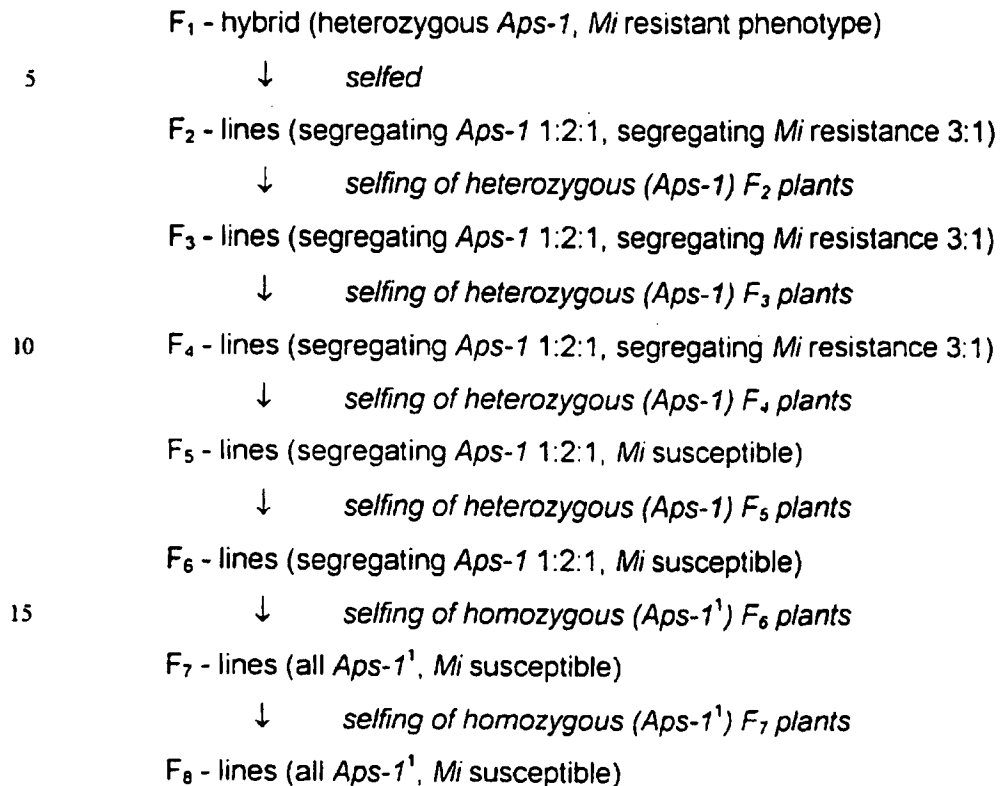 F₁ - hybrid (heterozygous Aps-1, Mi resistant phenotype)
5 ↓ selfed
F₂ - lines (segregating Aps-1 1:2:1, segregating Mi resistance 3:1)
↓ selfing of heterozygous (Aps-1) F₂ plants
F₃ - lines (segregating Aps-1 1:2:1, segregating Mi resistance 3:1)
↓ selfing of heterozygous (Aps-1) F₃ plants
10 F₄ - lines (segregating Aps-1 1:2:1, segregating Mi resistance 3:1)
↓ selfing of heterozygous (Aps-1) F₄ plants
F₅ - lines (segregating Aps-1 1:2:1, Mi susceptible)
↓ selfing of heterozygous (Aps-1) F₅ plants
F₆ - lines (segregating Aps-1 1:2:1, Mi susceptible)
15 ↓ selfing of homozygous (Aps-1¹) F₆ plants
F₇ - lines (all Aps-1¹, Mi susceptible)
↓ selfing of homozygous (Aps-1¹) F₇ plants
F₈ - lines (all Aps-1¹, Mi susceptible)